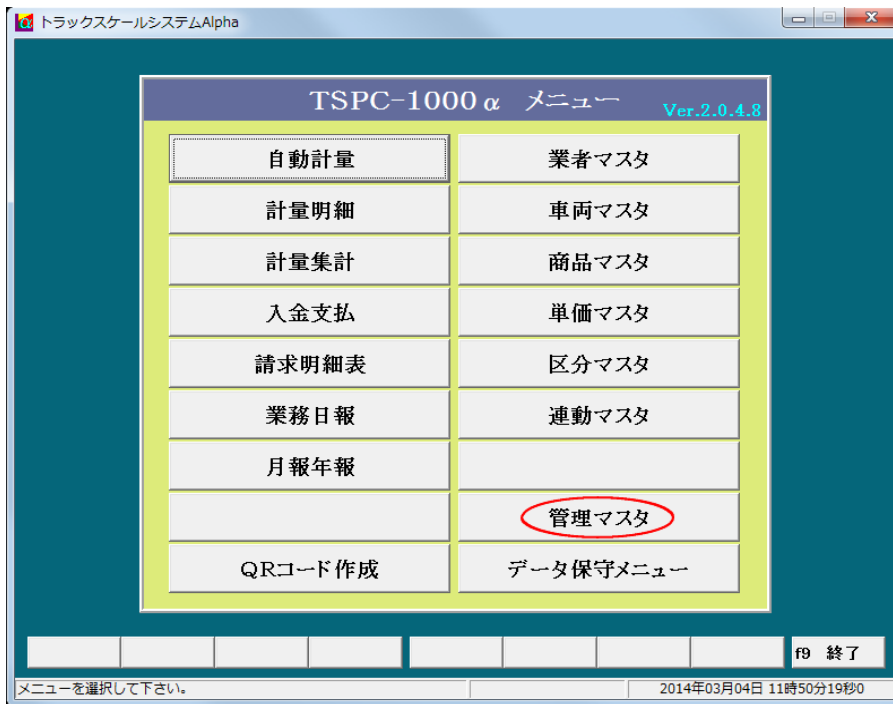 トラックスケールシステムAlpha
TSPC-1000α メニュー Ver.2.0.4.8
自動計量 業者マスタ
計量明細 車両マスタ
計量集計 商品マスタ
入金支払 単価マスタ
請求明細表 区分マスタ
業務日報 連動マスタ
月報年報
管理マスタ
QRコード作成 データ保守メニュー
f9 終了
メニューを選択して下さい。 2014年03月04日 11時50分19秒0